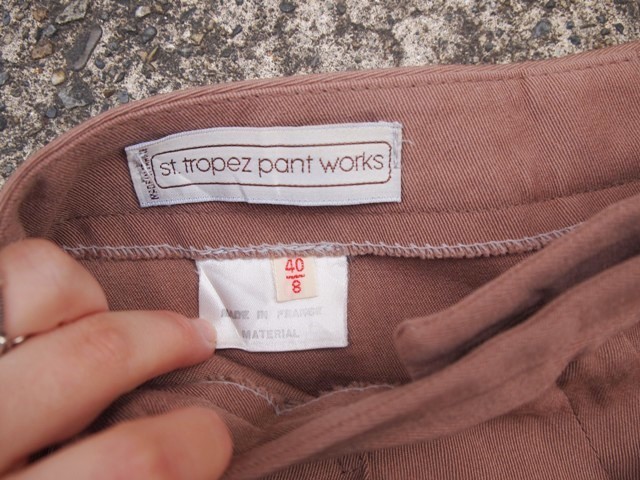 st. tropez pant works
40
8
MADE IN FRANCE
MATERIAL